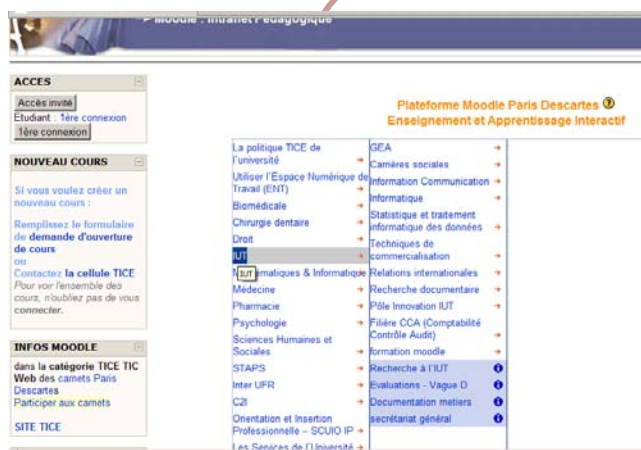 Moodle : Intranet Pédagogique
ACCES
Accès invité
Etudiant : 1ère connexion
1ère connexion
NOUVEAU COURS
Si vous voulez créer un
nouveau cours :
Remplissez le formulaire
de demande d'ouverture
de cours
ou
Contactez la cellule TICE
Pour voir l'ensemble des
cours, n'oubliez pas de vous
connecter.
INFOS MOODLE
dans la catégorie TICE TIC
Web des carnets Paris
Descartes
Participer aux carnets
SITE TICE
Plateforme Moodle Paris Descartes
Enseignement et Apprentissage Interactif
La politique TICE de
l'université
Utiliser l'Espace Numérique de
Travail (ENT)
Biomédicale
Chirurgie dentaire
Droit
IUT
IUT
Mathématiques & Informatique
Médecine
Pharmacie
Psychologie
Sciences Humaines et
Sociales
STAPS
Inter UFR
C2I
Orientation et Insertion
Professionnelle – SCUIO IP
Les Services de l'Université
GEA
Carrières sociales
Information Communication
Informatique
Statistique et traitement
informatique des données
Techniques de
commercialisation
Relations internationales
Recherche documentaire
Pôle Innovation IUT
Filière CCA (Comptabilité
Contrôle Audit)
formation moodle
Recherche à l'IUT
Evaluations - Vague D
Documentation metiers
secrétariat général